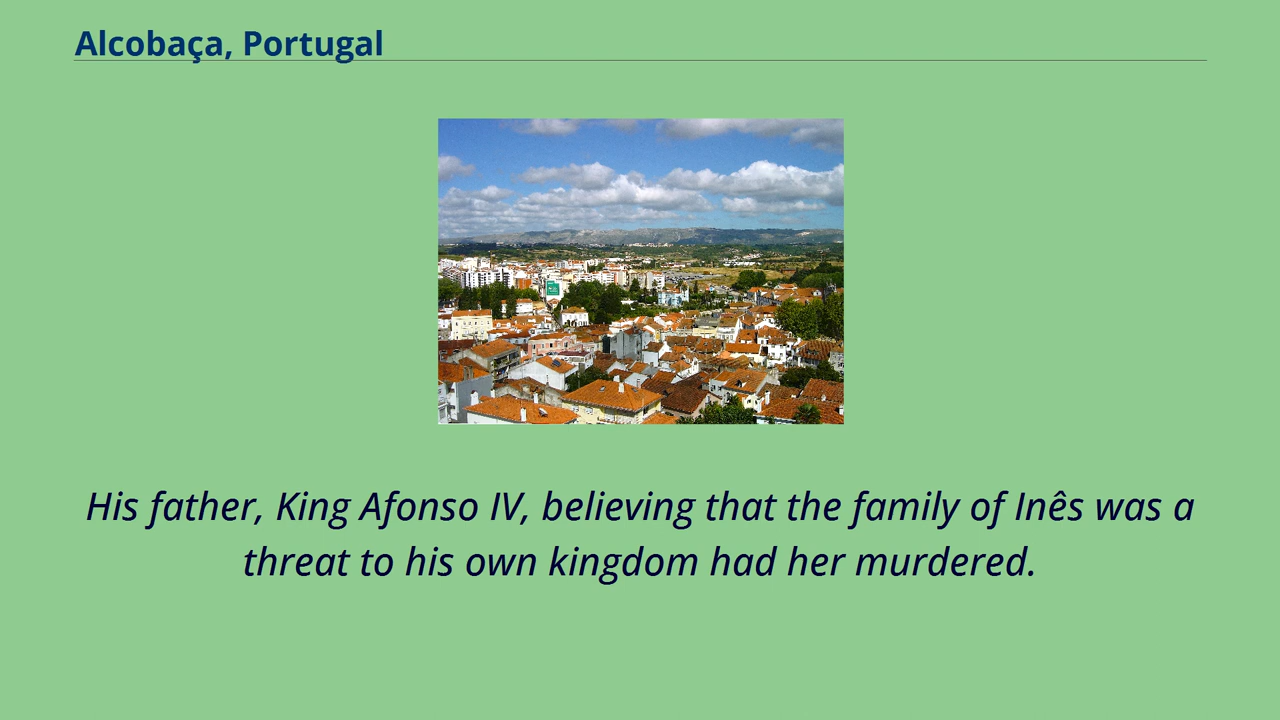 Alcobaça, Portugal
His father, King Afonso IV, believing that the family of Inês was a
threat to his own kingdom had her murdered.